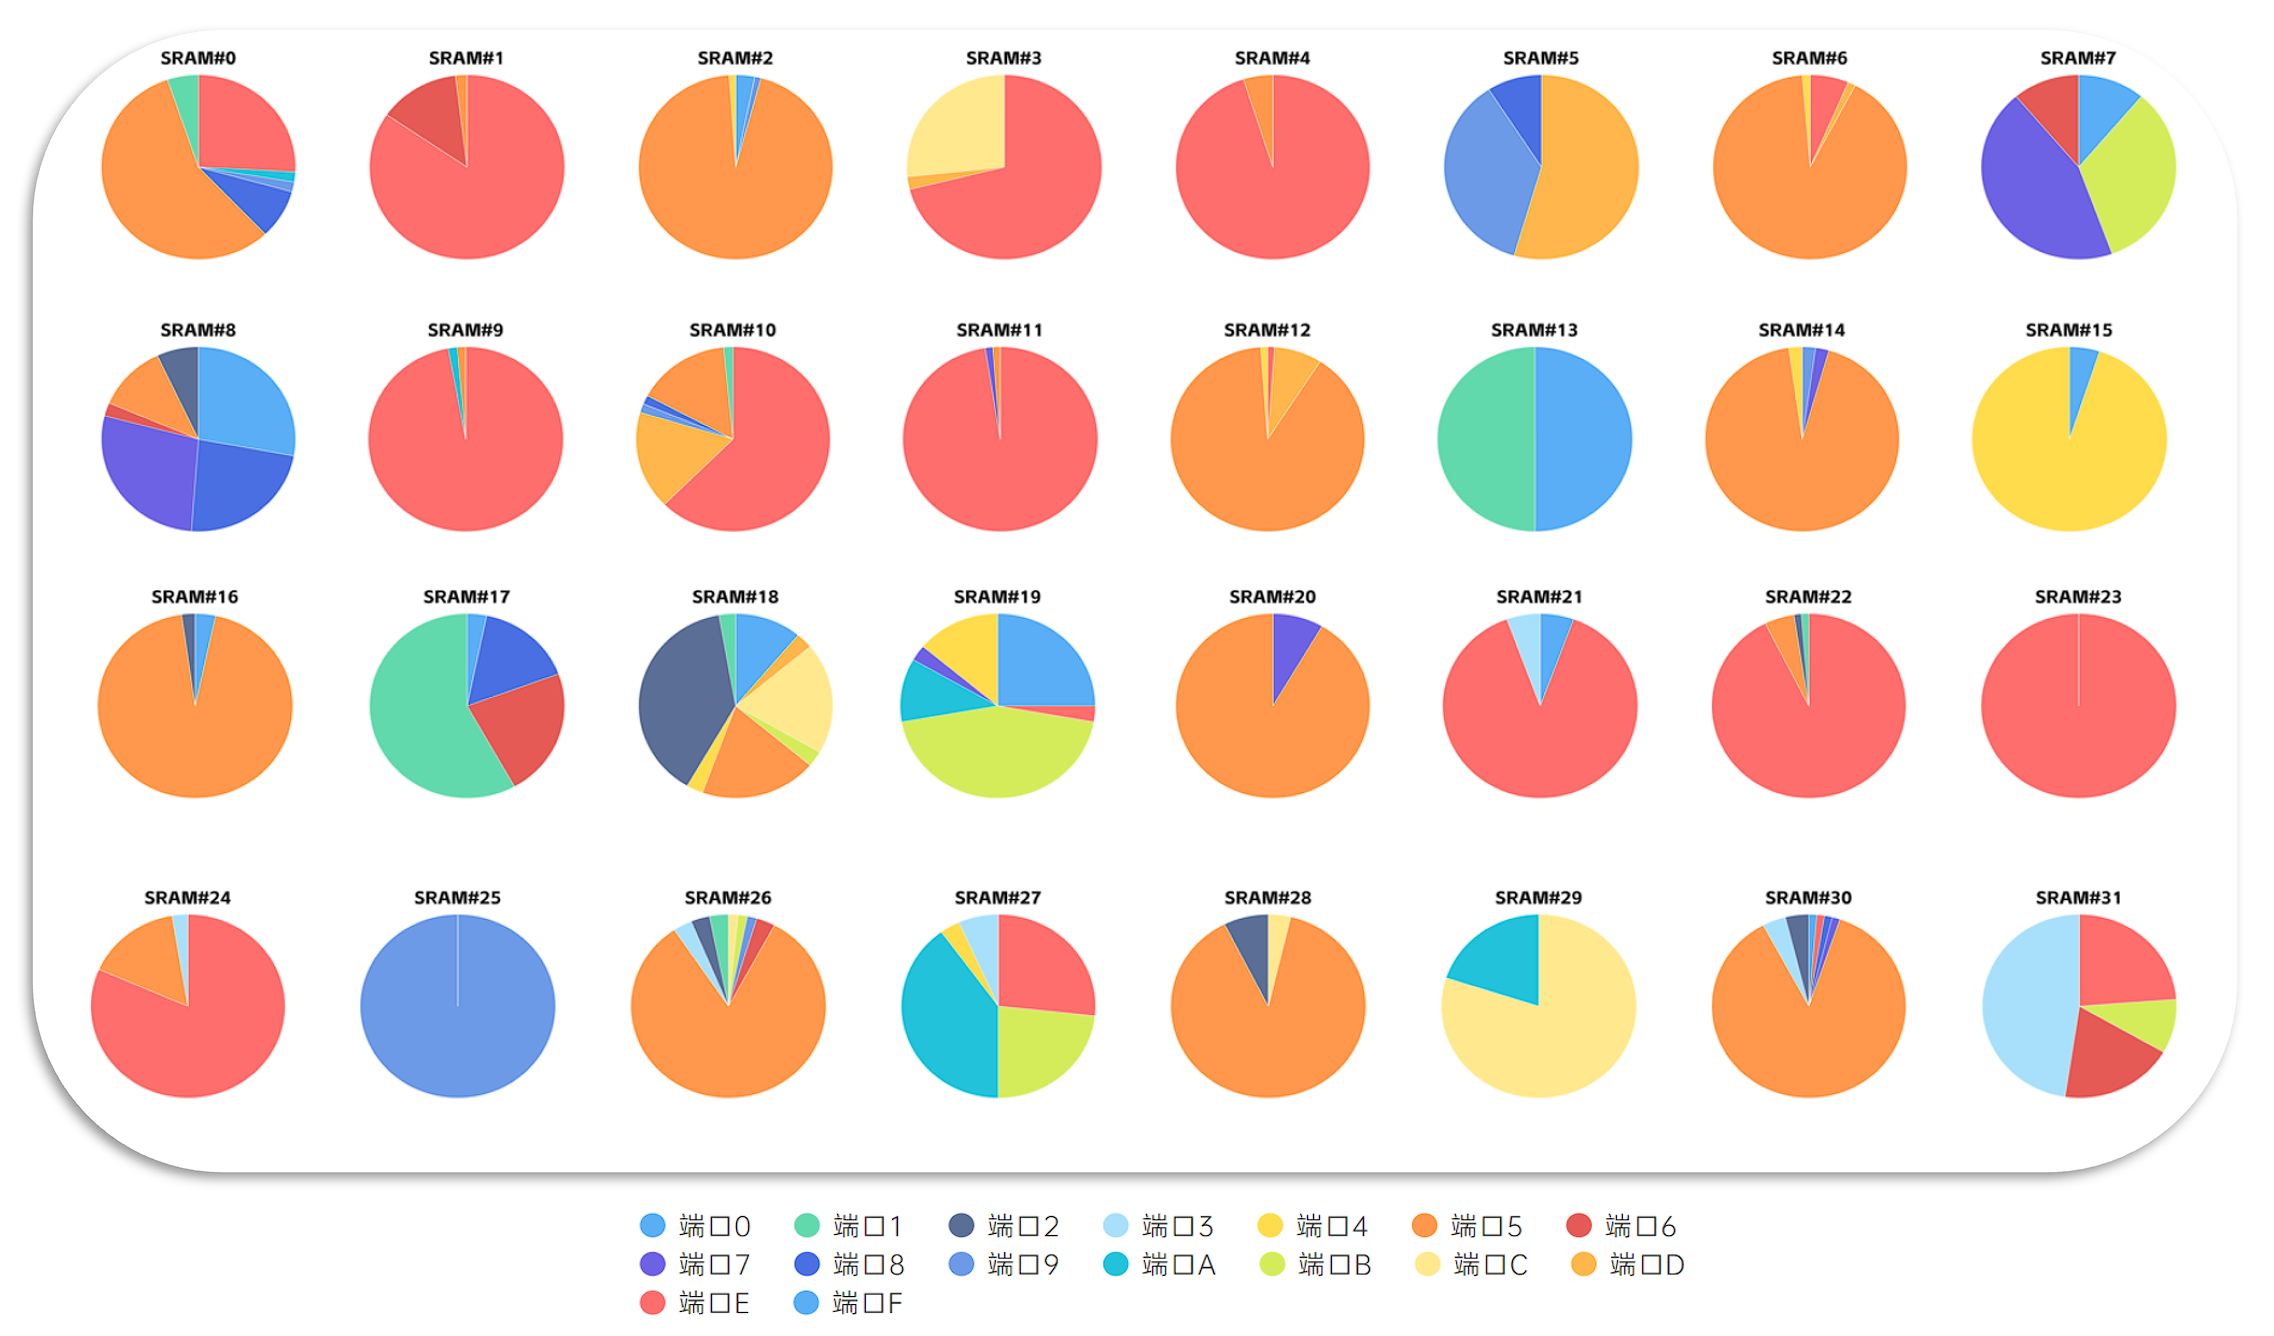 SRAM#0 SRAM#1 SRAM#2 SRAM#3 SRAM#4 SRAM#5 SRAM#6 SRAM#7
SRAM#8 SRAM#9 SRAM#10 SRAM#11 SRAM#12 SRAM#13 SRAM#14 SRAM#15
SRAM#16 SRAM#17 SRAM#18 SRAM#19 SRAM#20 SRAM#21 SRAM#22 SRAM#23
SRAM#24 SRAM#25 SRAM#26 SRAM#27 SRAM#28 SRAM#29 SRAM#30 SRAM#31
端口0 端口1 端口2 端口3 端口4 端口5 端口6
端口7 端口8 端口9 端口A 端口B 端口C 端口D
端口E 端口F